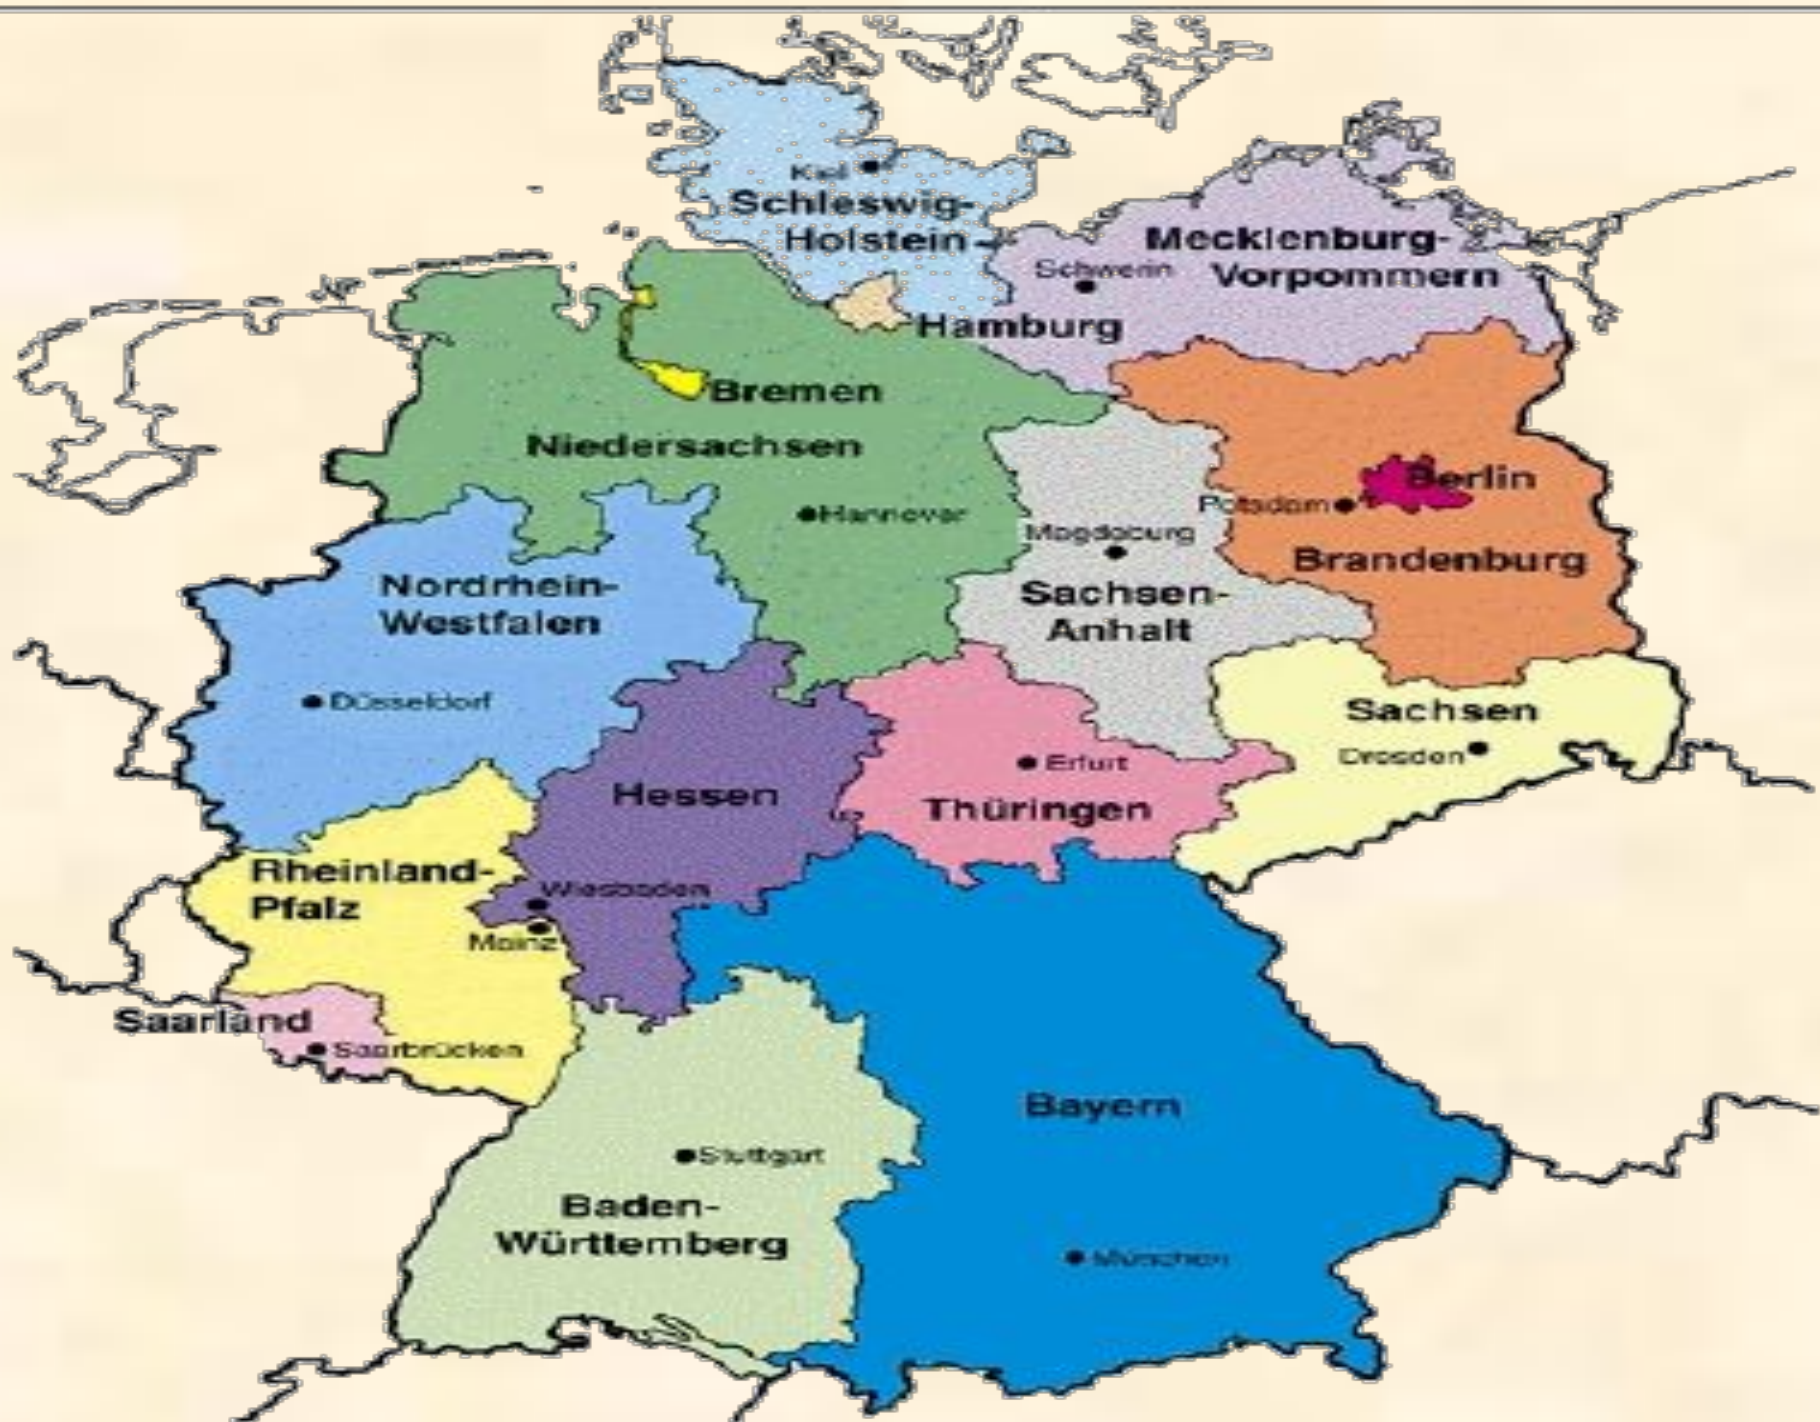 Kiel
Schleswig-
Holstein
Mecklenburg-
Vorpommern
Schwerin
Hamburg
Bremen
Niedersachsen
Hannover
Berlin
Potsdam
Brandenburg
Magdeburg
Sachsen-
Anhalt
Nordrhein-
Westfalen
Düsseldorf
Sachsen
Dresden
Hessen
Erfurt
Thüringen
Rheinland-
Pfalz
Wiesbaden
Mainz
Saarland
Saarbrücken
Bayern
Stuttgart
Baden-
Württemberg
München